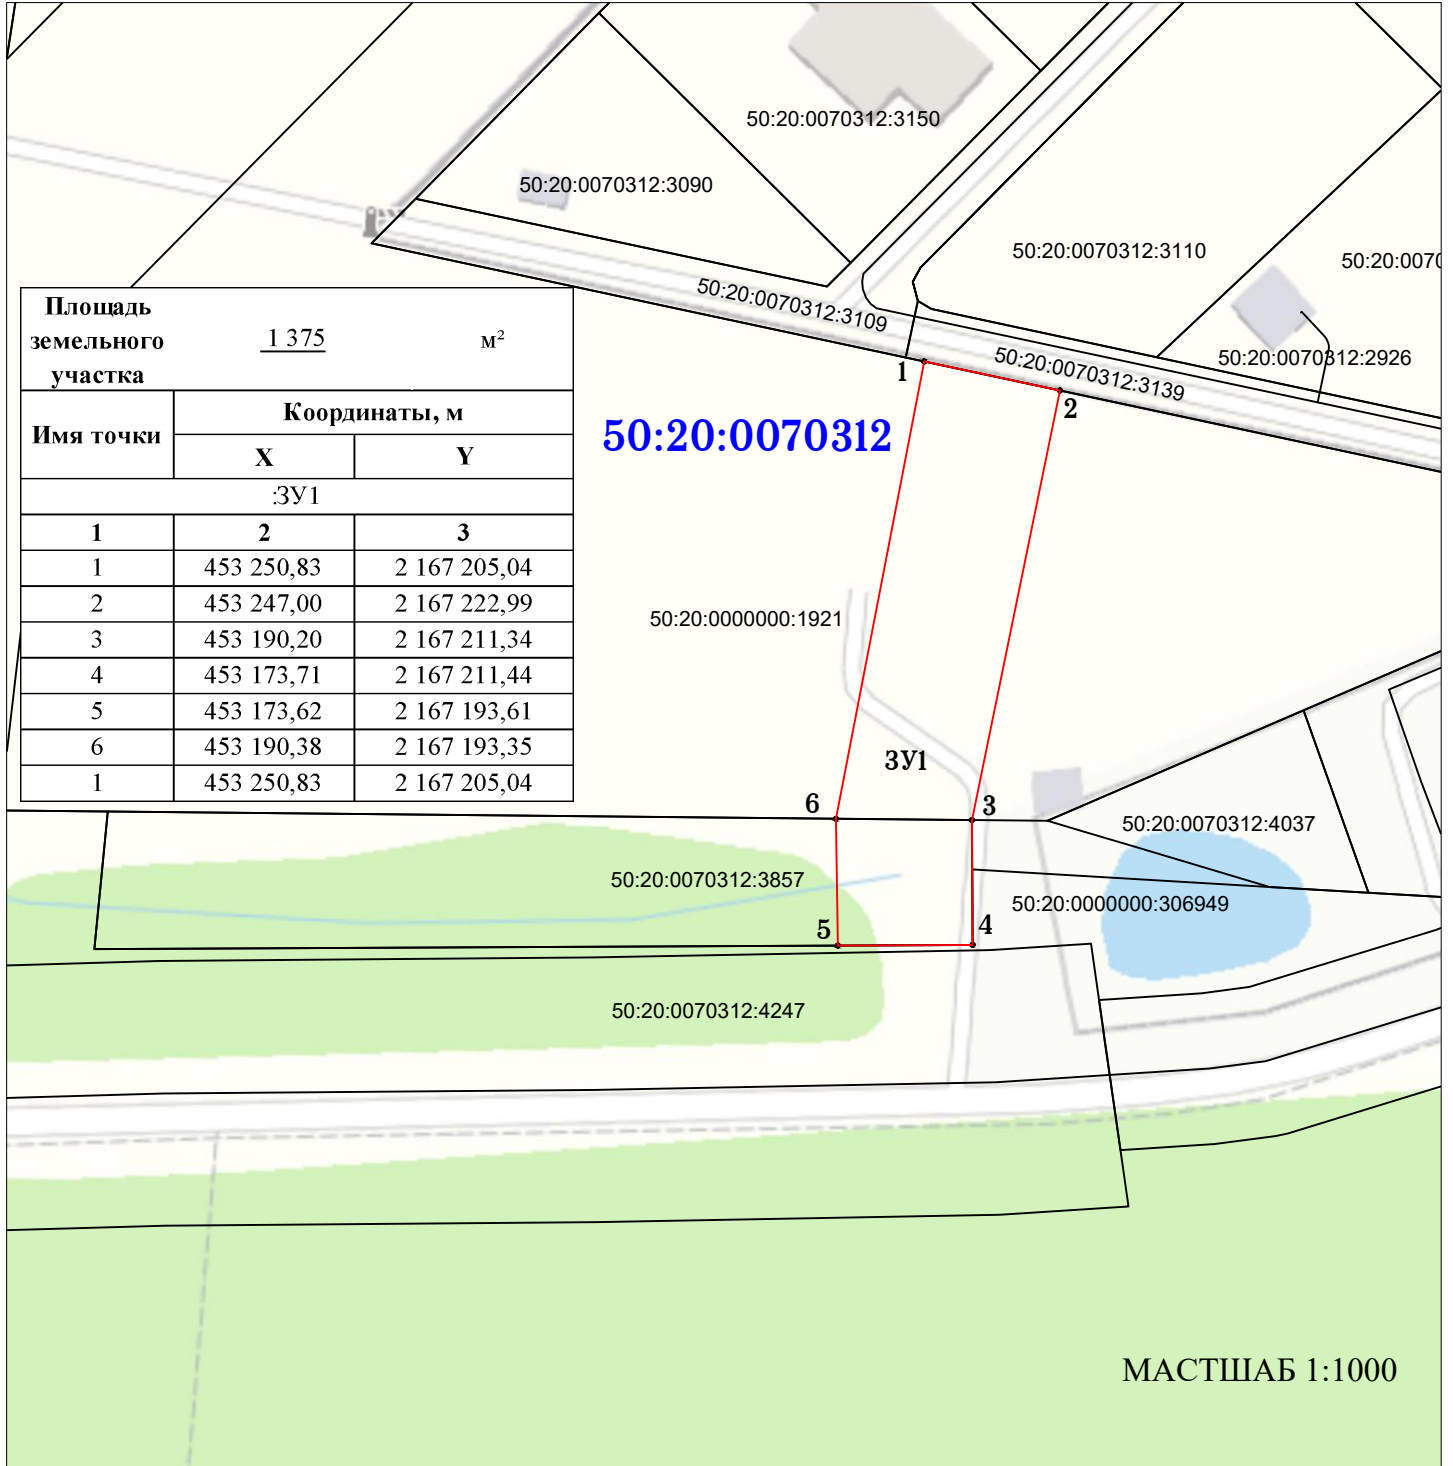 50:20:0070312:3150
50:20:0070312:3090
50:20:0070312:3110
50:20:0070
50:20:0070312:3109
50:20:0070312:3139
50:20:0070312:2926
Площадь
земельного
участка
1 375 м²
Имя точки
Координаты, м
X Y
:ЗУ1
1 2 3
1 453 250,83 2 167 205,04
2 453 247,00 2 167 222,99
3 453 190,20 2 167 211,34
4 453 173,71 2 167 211,44
5 453 173,62 2 167 193,61
6 453 190,38 2 167 193,35
1 453 250,83 2 167 205,04
1
2
50:20:0070312
50:20:0000000:1921
ЗУ1
6
3
50:20:0070312:4037
50:20:0070312:3857
50:20:0000000:306949
5
4
50:20:0070312:4247
МАСТШАБ 1:1000